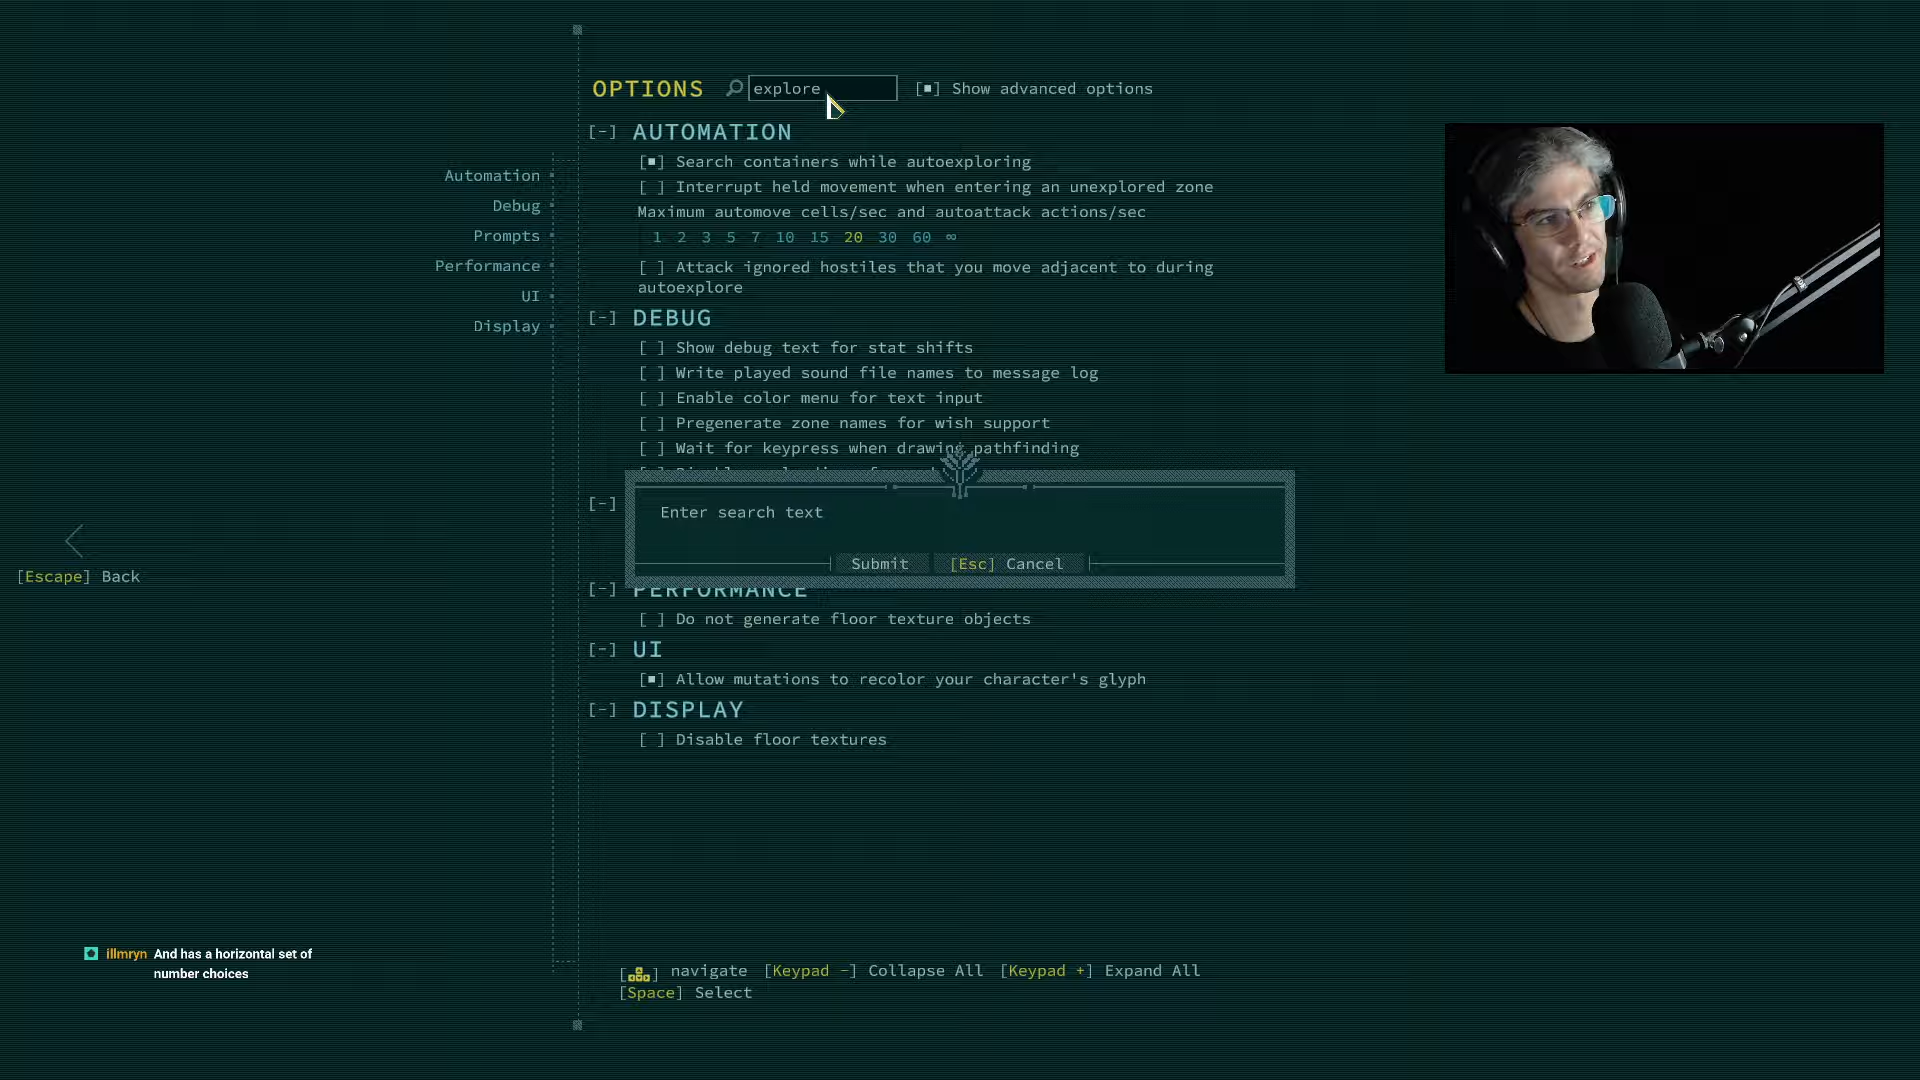 OPTIONS explore [■] Show advanced options
[-] AUTOMATION
[■] Search containers while autoexploring
[ ] Interrupt held movement when entering an unexplored zone
Maximum automove cells/sec and autoattack actions/sec
1 2 3 5 7 10 15 20 30 60 ∞
[ ] Attack ignored hostiles that you move adjacent to during
autoexplore
Automation
Debug
Prompts
Performance
UI
Display
[-] DEBUG
[ ] Show debug text for stat shifts
[ ] Write played sound file names to message log
[ ] Enable color menu for text input
[ ] Pregenerate zone names for wish support
[ ] Wait for keypress when drawing pathfinding
[-]
Enter search text
Submit [Esc] Cancel
[Escape] Back
[-] PERFORMANCE
[ ] Do not generate floor texture objects
[-] UI
[■] Allow mutations to recolor your character's glyph
[-] DISPLAY
[ ] Disable floor textures
illmryn And has a horizontal set of
number choices
navigate [Keypad -] Collapse All [Keypad +] Expand All
[Space] Select